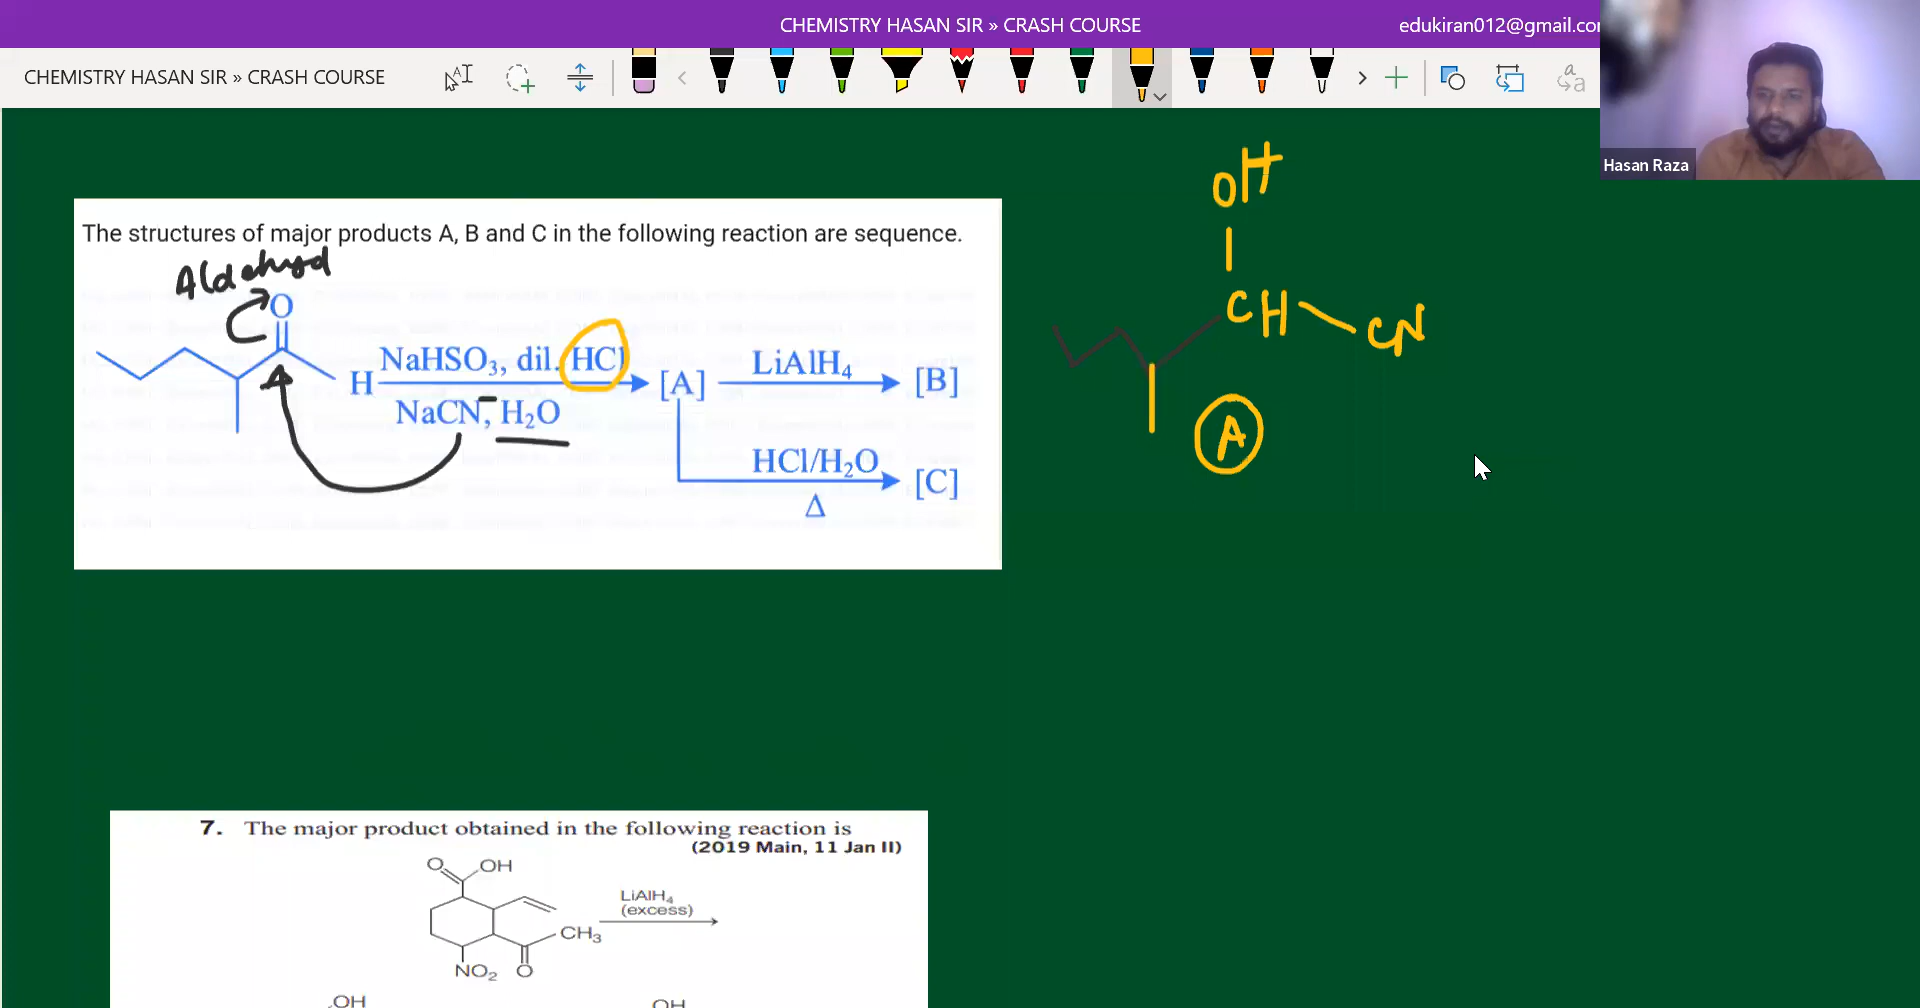 CHEMISTRY HASAN SIR » CRASH COURSE
edukiran012@gmail.co
CHEMISTRY HASAN SIR » CRASH COURSE
Hasan Raza
The structures of major products A, B and C in the following reaction are sequence.
Aldehyd
O
H
NaHSO₃, dil. HCl
NaCN, H₂O
[A]
LiAlH₄
[B]
HCl/H₂O
Δ
[C]
OH
CH
CN
A
7. The major product obtained in the following reaction is
(2019 Main, 11 Jan II)
O
OH
LiAlH₄
(excess)
CH₃
NO₂
O
OH
OH